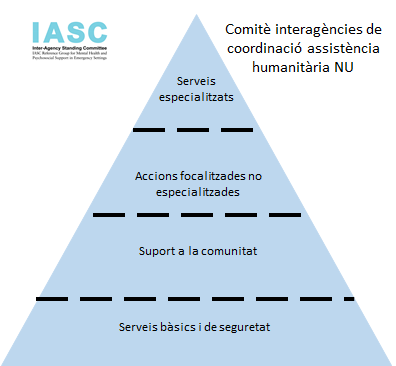 IASC
Inter-Agency Standing Committee
IASC Reference Group for Mental Health and
Psychosocial Support in Emergency Settings
Comitè interagències de
coordinació assistència
humanitària NU
Serveis
especialitzats
Accions focalitzades no
especialitzades
Suport a la comunitat
Serveis bàsics i de seguretat